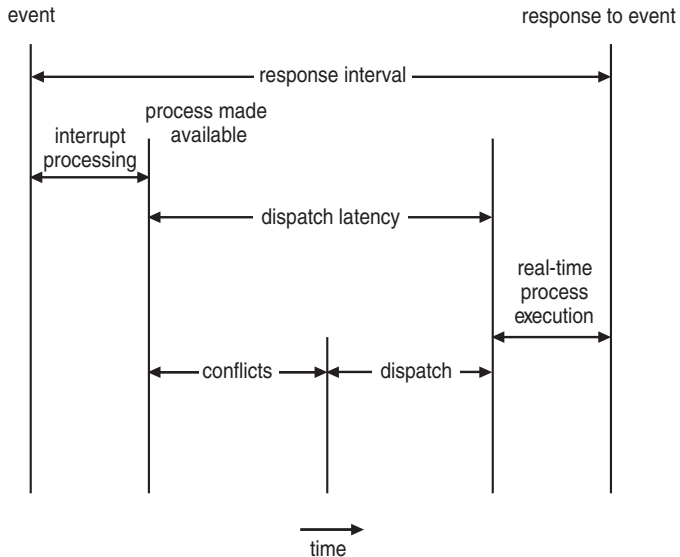 event
response to event
response interval
process made
available
interrupt
processing
dispatch latency
real-time
process
execution
conflicts
dispatch
time